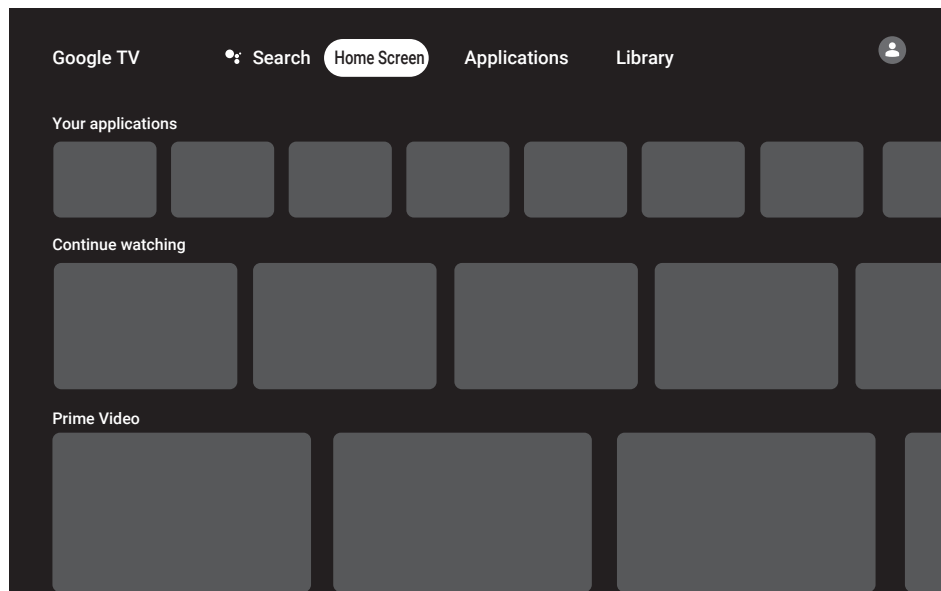 Google TV Search Home Screen Applications Library
Your applications
Continue watching
Prime Video